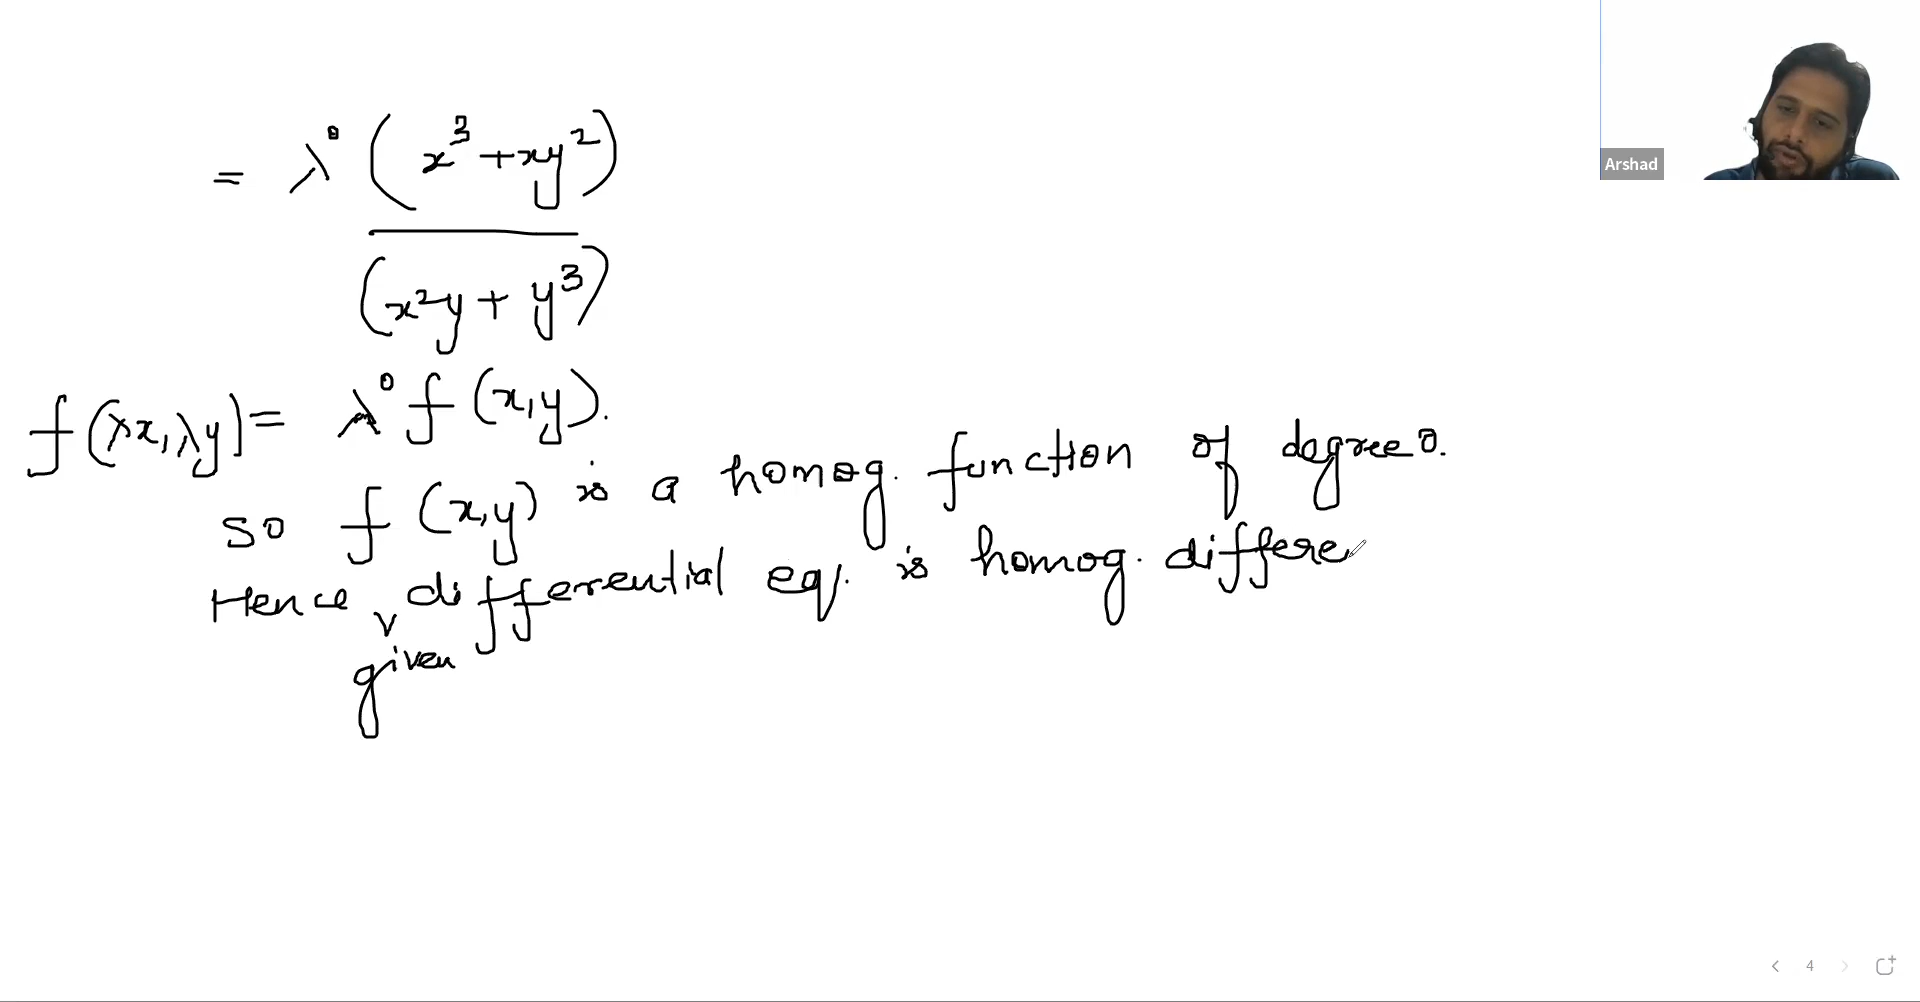 = λ⁰ (x³ + xy²)
(x²y + y³)
f(λx, λy) = λ⁰ f(x,y).
so f(x,y) is a homog. function of degree 0.
Hence differential eq. is homog. differe
given
Arshad
4